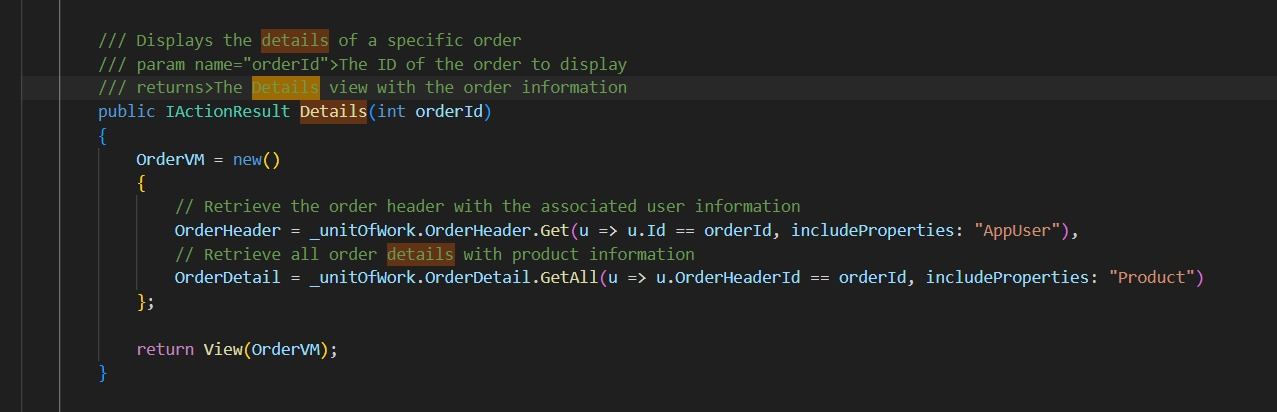 /// Displays the details of a specific order
/// param name="orderId">The ID of the order to display
/// returns>The Details view with the order information
public IActionResult Details(int orderId)
{
OrderVM = new()
{
// Retrieve the order header with the associated user information
OrderHeader = _unitOfWork.OrderHeader.Get(u => u.Id == orderId, includeProperties: "AppUser"),
// Retrieve all order details with product information
OrderDetail = _unitOfWork.OrderDetail.GetAll(u => u.OrderHeaderId == orderId, includeProperties: "Product")
};
return View(OrderVM);
}